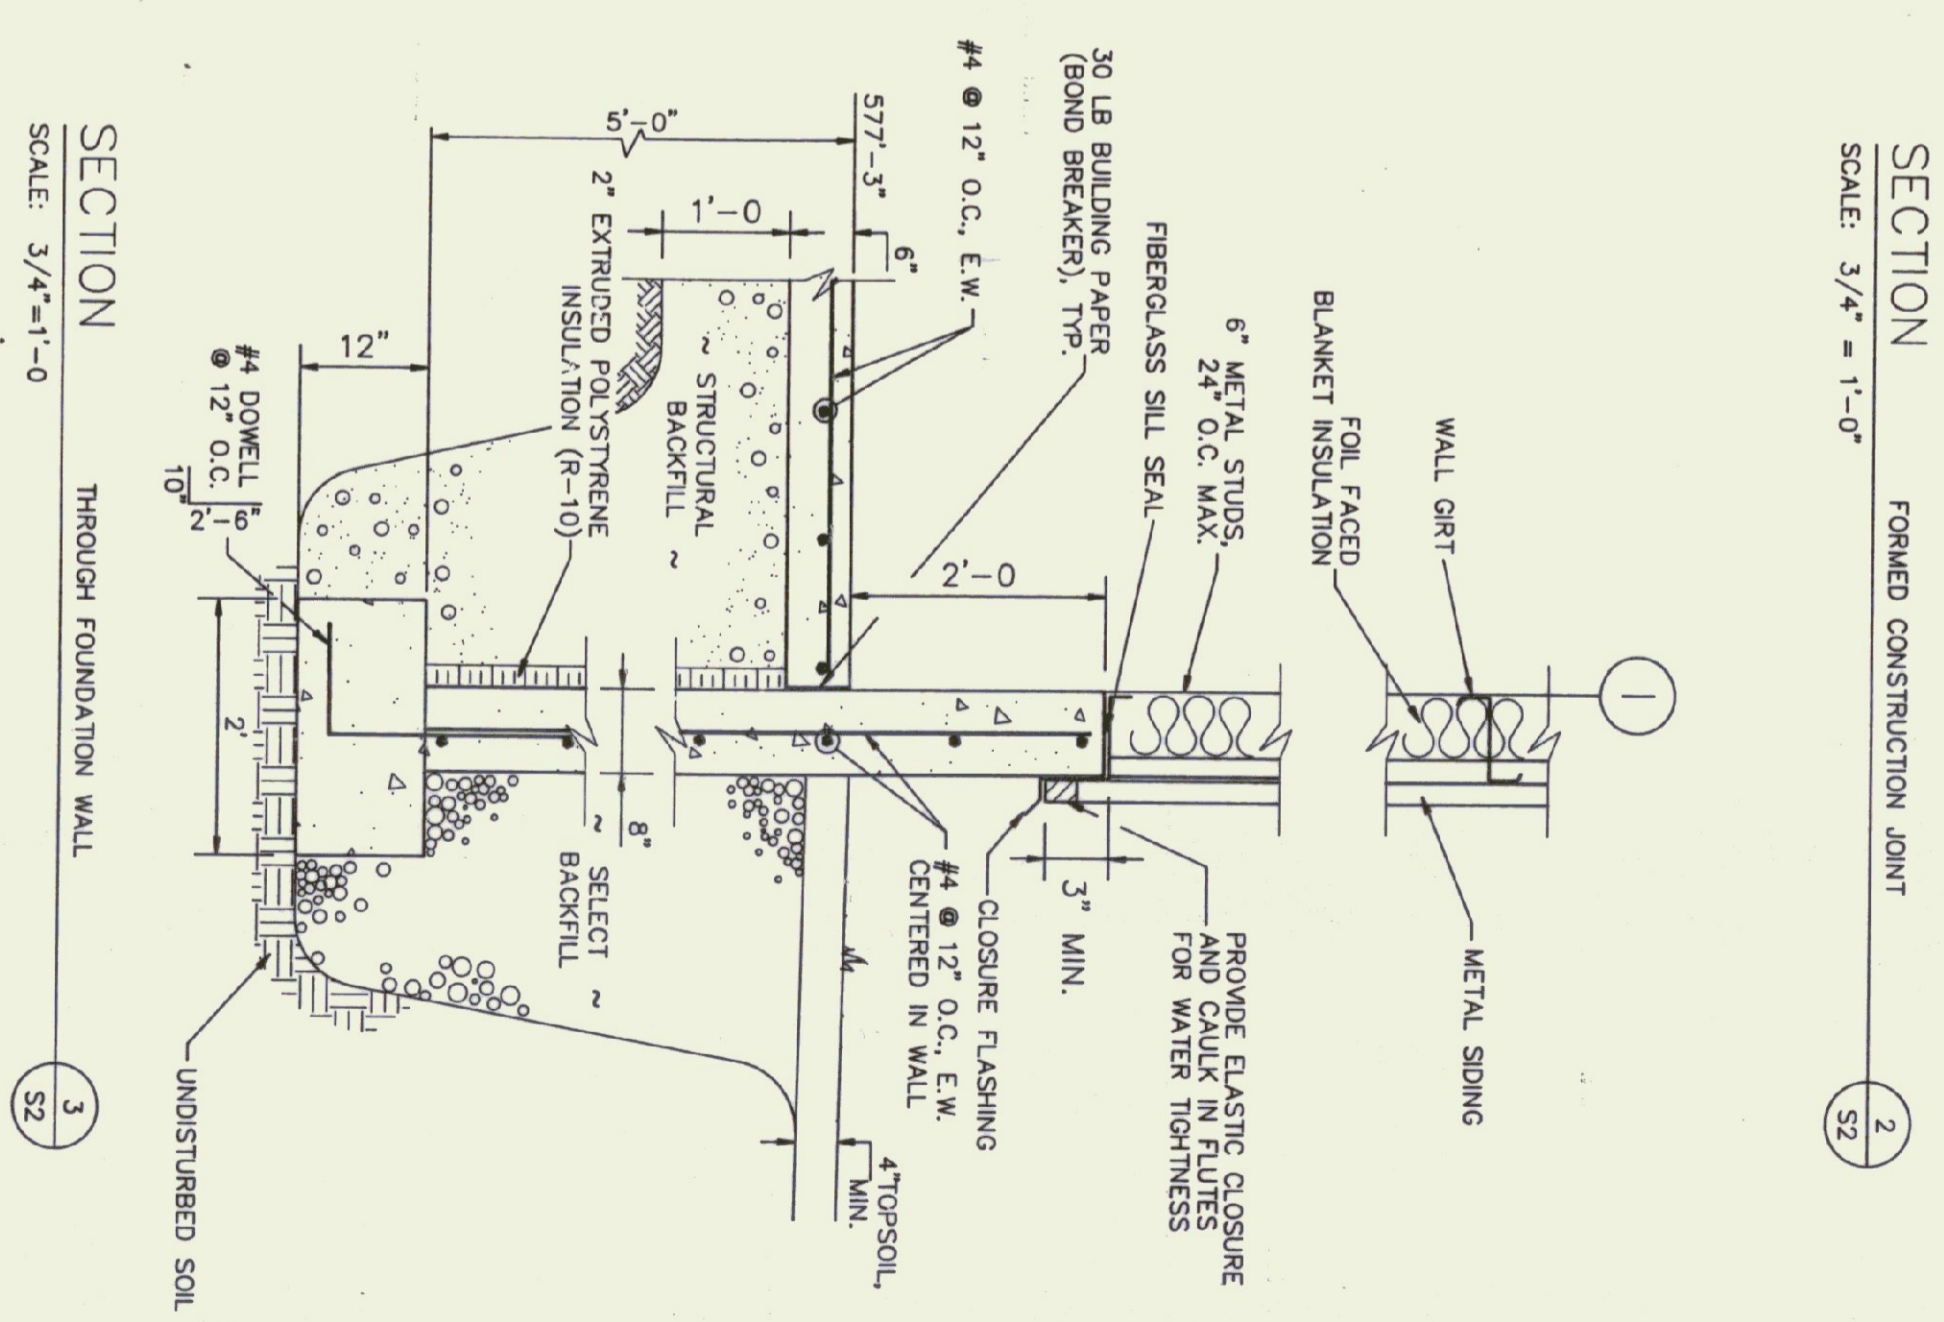 SECTION
FORMED CONSTRUCTION JOINT
SCALE: 3/4" = 1'-0"
2
S2
1
WALL GIRT
FOIL FACED
BLANKET INSULATION
METAL SIDING
6" METAL STUDS,
24" O.C. MAX.
FIBERGLASS SILL SEAL
PROVIDE ELASTIC CLOSURE
AND CAULK IN FLUTES
FOR WATER TIGHTNESS
30 LB BUILDING PAPER
(BOND BREAKER), TYP.
3" MIN.
2'-0
CLOSURE FLASHING
#4 @ 12" O.C., E.W.
#4 @ 12" O.C., E.W.
CENTERED IN WALL
577'-3"
6"
4"TOPSOIL,
MIN.
1'-0
~ STRUCTURAL
BACKFILL ~
5'-0"
8"
2" EXTRUDED POLYSTYRENE
INSULATION (R-10)
~ SELECT
BACKFILL ~
12"
#4 DOWELL
@ 12" O.C.
10"
2'
UNDISTURBED SOIL
SECTION
THROUGH FOUNDATION WALL
SCALE: 3/4"=1'-0
3
S2